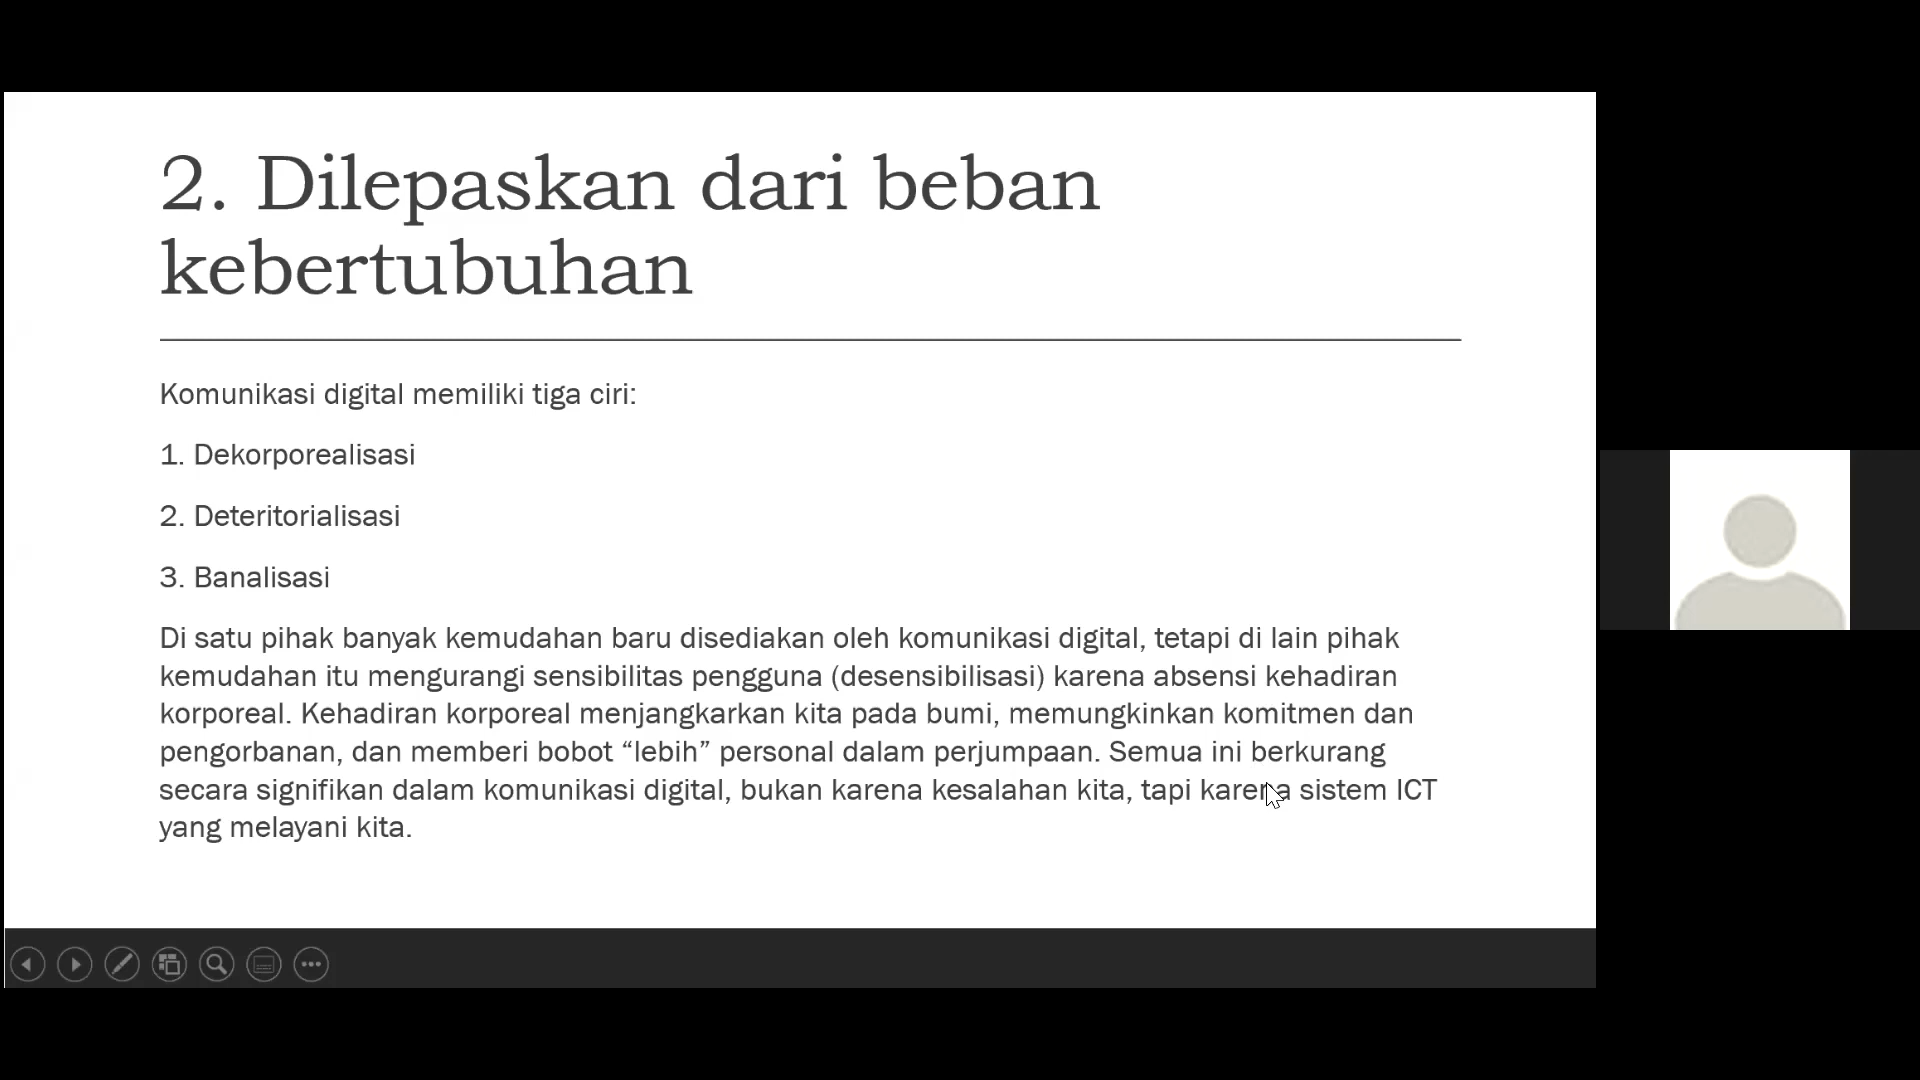 2. Dilepaskan dari beban
kebertubuhan
Komunikasi digital memiliki tiga ciri:
1. Dekorporealisasi
2. Deteritorialisasi
3. Banalisasi
Di satu pihak banyak kemudahan baru disediakan oleh komunikasi digital, tetapi di lain pihak
kemudahan itu mengurangi sensibilitas pengguna (desensibilisasi) karena absensi kehadiran
korporeal. Kehadiran korporeal menjangkarkan kita pada bumi, memungkinkan komitmen dan
pengorbanan, dan memberi bobot “lebih” personal dalam perjumpaan. Semua ini berkurang
secara signifikan dalam komunikasi digital, bukan karena kesalahan kita, tapi karena sistem ICT
yang melayani kita.